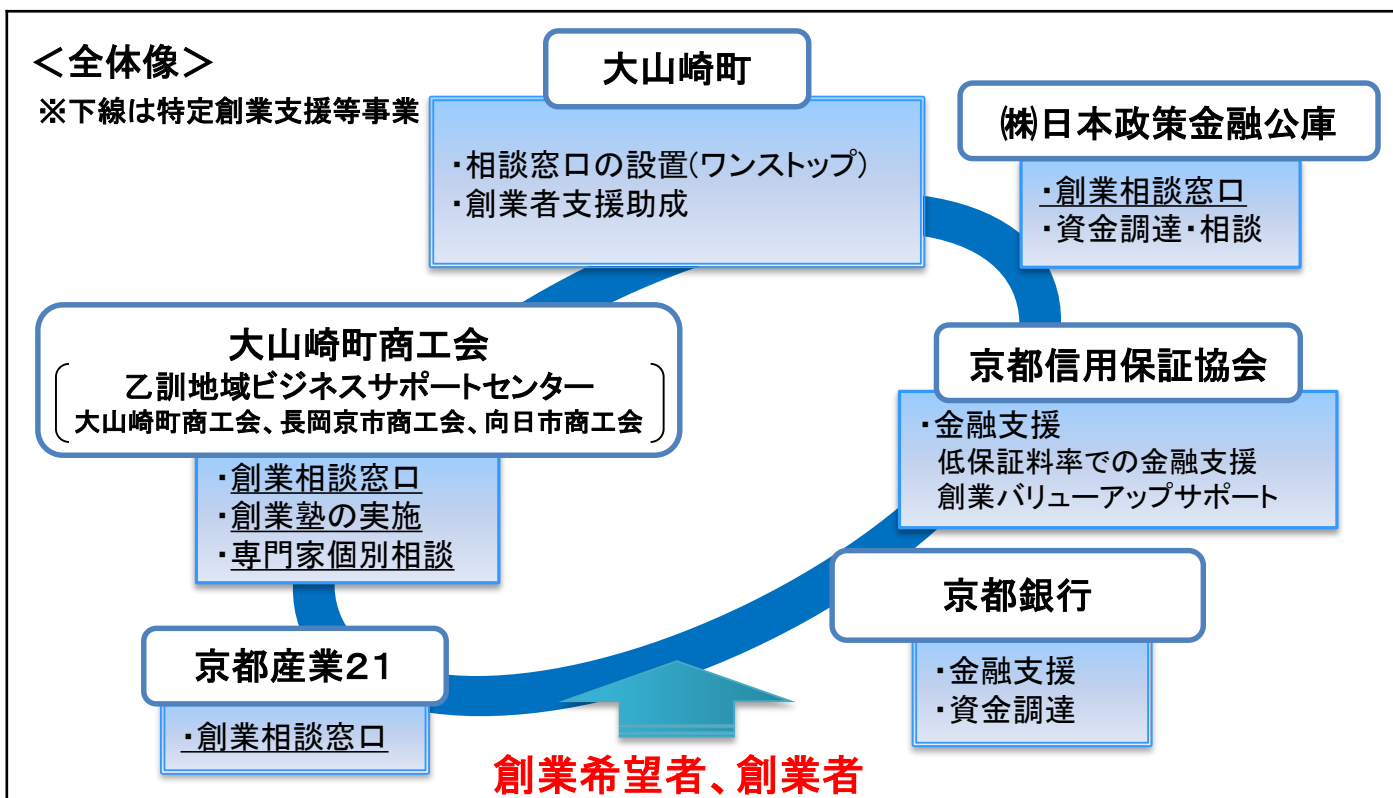 ＜全体像＞
※下線は特定創業支援等事業
大山崎町
・相談窓口の設置(ワンストップ)
・創業者支援助成
㈱日本政策金融公庫
・創業相談窓口
・資金調達・相談
大山崎町商工会
乙訓地域ビジネスサポートセンター
大山崎町商工会、長岡京市商工会、向日市商工会
・創業相談窓口
・創業塾の実施
・専門家個別相談
京都信用保証協会
・金融支援
低保証料率での金融支援
創業バリューアップサポート
京都銀行
・金融支援
・資金調達
京都産業２１
・創業相談窓口
創業希望者、創業者